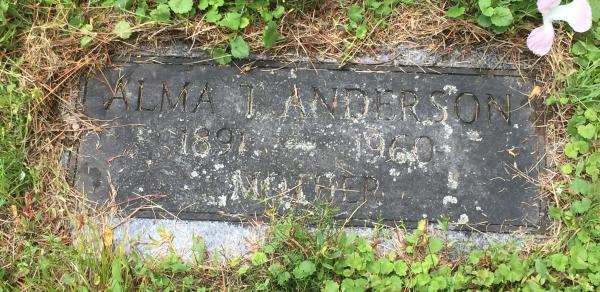 ALMA T. ANDERSON
1891 – 1960
MOTHER